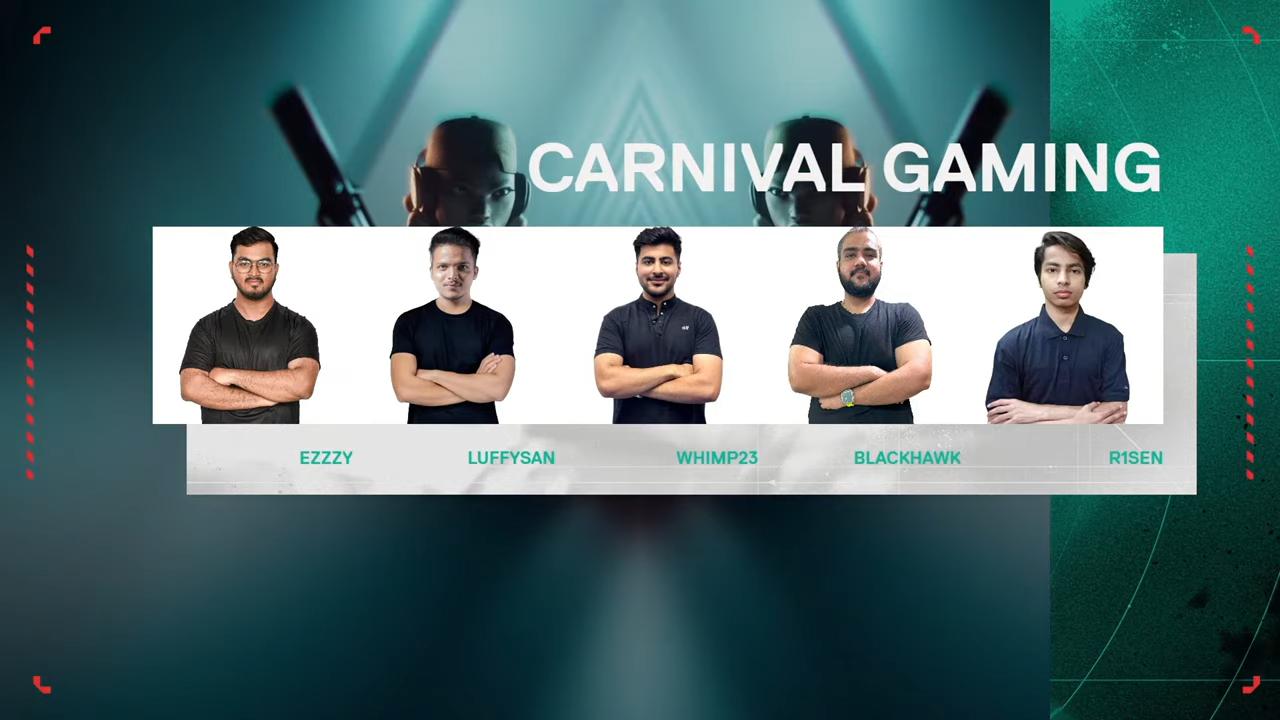 CARNIVAL GAMING
EZZZY LUFFYSAN WHIMP23 BLACKHAWK R1SEN